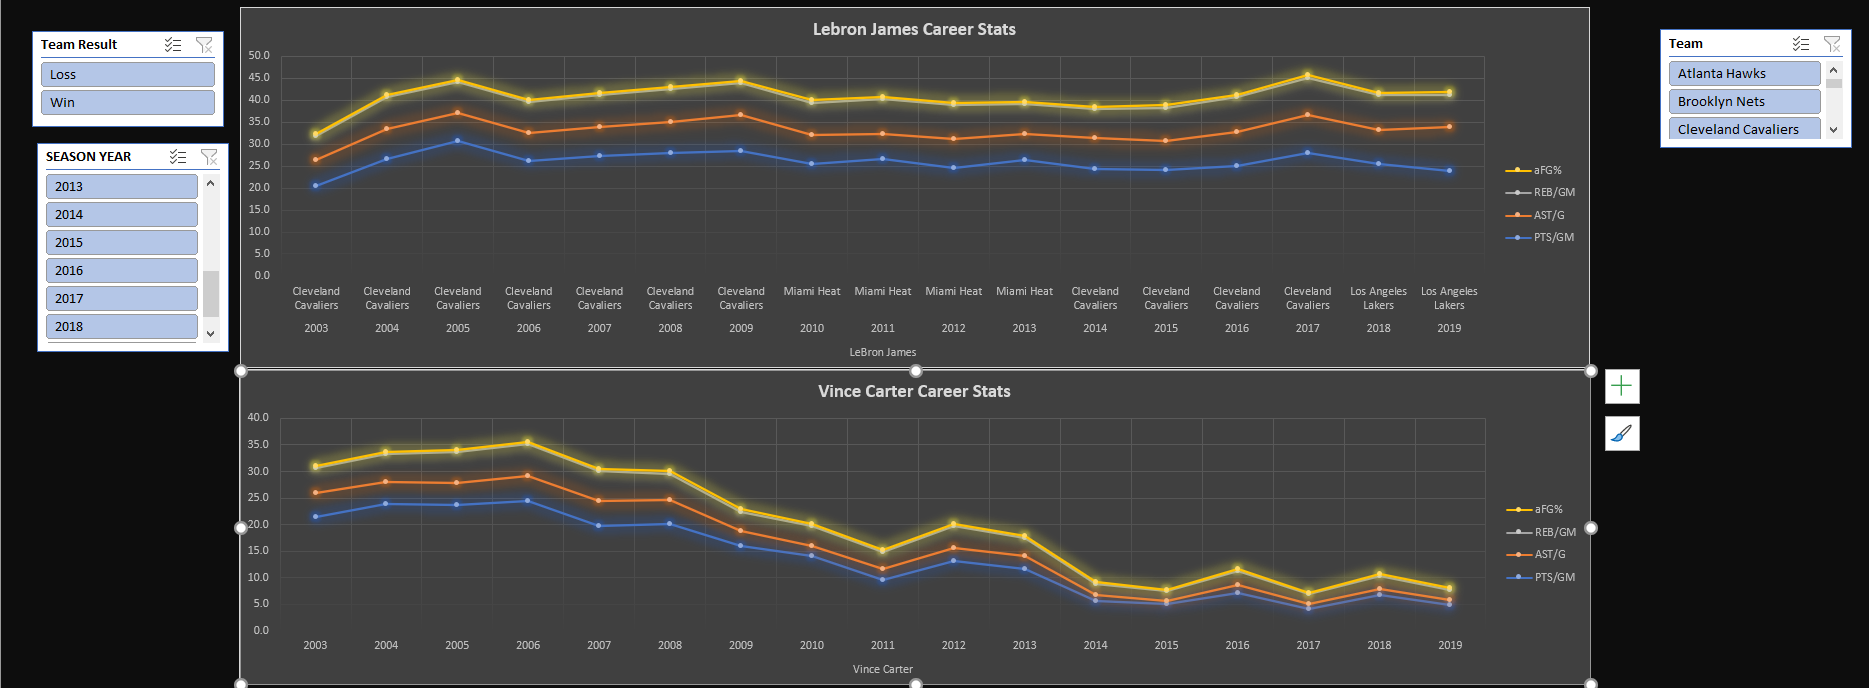 Team Result
Loss
Win
SEASON YEAR
2013
2014
2015
2016
2017
2018
Lebron James Career Stats
50.0
45.0
40.0
35.0
30.0
25.0
20.0
15.0
10.0
5.0
0.0
Cleveland Cavaliers Cleveland Cavaliers Cleveland Cavaliers Cleveland Cavaliers Cleveland Cavaliers Cleveland Cavaliers Cleveland Cavaliers Miami Heat Miami Heat Miami Heat Miami Heat Cleveland Cavaliers Cleveland Cavaliers Cleveland Cavaliers Cleveland Cavaliers Los Angeles Lakers Los Angeles Lakers
2003 2004 2005 2006 2007 2008 2009 2010 2011 2012 2013 2014 2015 2016 2017 2018 2019
LeBron James
aFG%
REB/GM
AST/G
PTS/GM
Team
Atlanta Hawks
Brooklyn Nets
Cleveland Cavaliers
Vince Carter Career Stats
40.0
35.0
30.0
25.0
20.0
15.0
10.0
5.0
0.0
2003 2004 2005 2006 2007 2008 2009 2010 2011 2012 2013 2014 2015 2016 2017 2018 2019
Vince Carter
aFG%
REB/GM
AST/G
PTS/GM